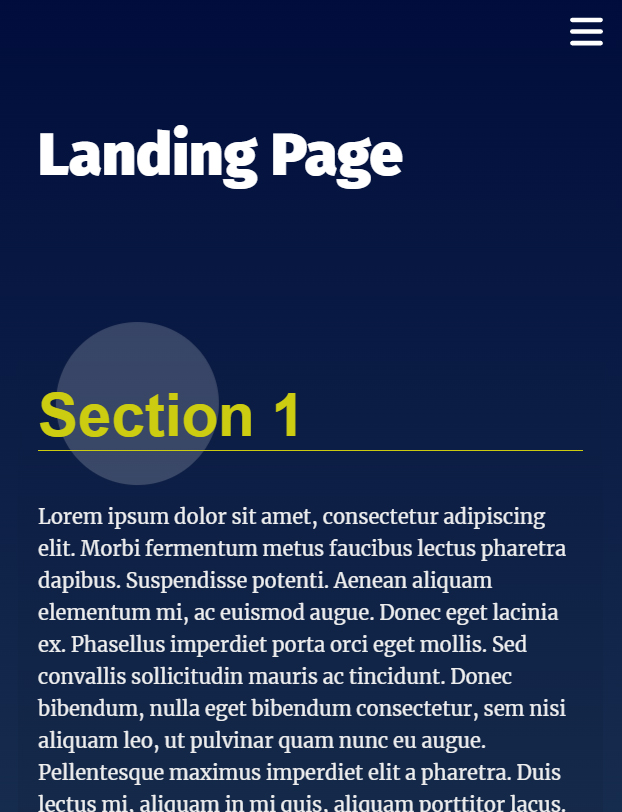 Landing Page
Section 1
Lorem ipsum dolor sit amet, consectetur adipiscing
elit. Morbi fermentum metus faucibus lectus pharetra
dapibus. Suspendisse potenti. Aenean aliquam
elementum mi, ac euismod augue. Donec eget lacinia
ex. Phasellus imperdiet porta orci eget mollis. Sed
convallis sollicitudin mauris ac tincidunt. Donec
bibendum, nulla eget bibendum consectetur, sem nisi
aliquam leo, ut pulvinar quam nunc eu augue.
Pellentesque maximus imperdiet elit a pharetra. Duis
lectus mi, aliquam in mi quis, aliquam porttitor lacus.